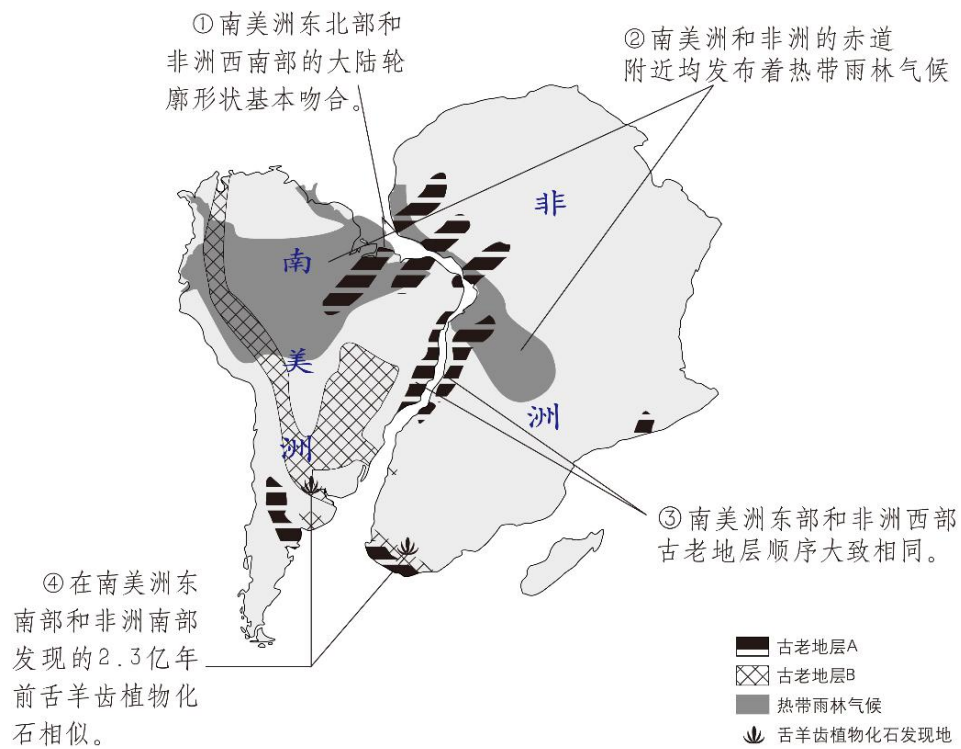 ①南美洲东北部和
非洲西南部的大陆轮
廓形状基本吻合。
②南美洲和非洲的赤道
附近均发布着热带雨林气候
非
南
美
洲
洲
③南美洲东部和非洲西部
古老地层顺序大致相同。
④在南美洲东
南部和非洲南部
发现的2.3亿年
前舌羊齿植物化
石相似。
古老地层A
古老地层B
热带雨林气候
舌羊齿植物化石发现地